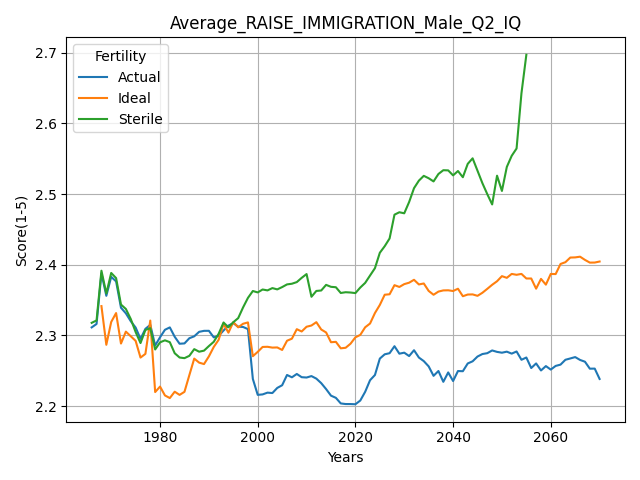 Average_RAISE_IMMIGRATION_Male_Q2_IQ
Fertility
Actual
Ideal
Sterile
Score(1-5)
2.7
2.6
2.5
2.4
2.3
2.2
1980
2000
2020
2040
2060
Years